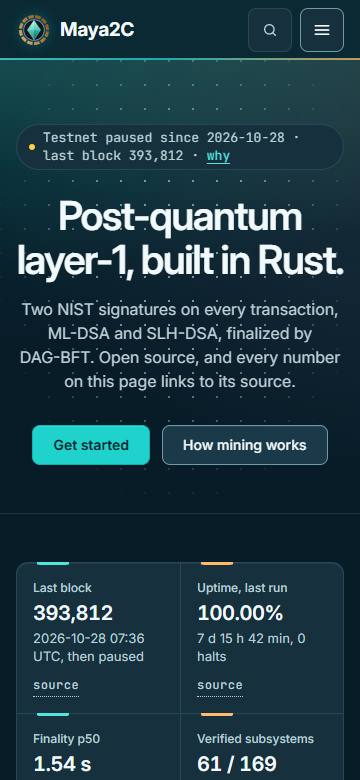 Maya2C
Testnet paused since 2026-10-28 ·
last block 393,812 · why
Post-quantum
layer-1, built in Rust.
Two NIST signatures on every transaction,
ML-DSA and SLH-DSA, finalized by
DAG-BFT. Open source, and every number
on this page links to its source.
Get started
How mining works
Last block
393,812
2026-10-28 07:36
UTC, then paused
source
Uptime, last run
100.00%
7 d 15 h 42 min, 0
halts
source
Finality p50
1.54 s
Verified subsystems
61 / 169